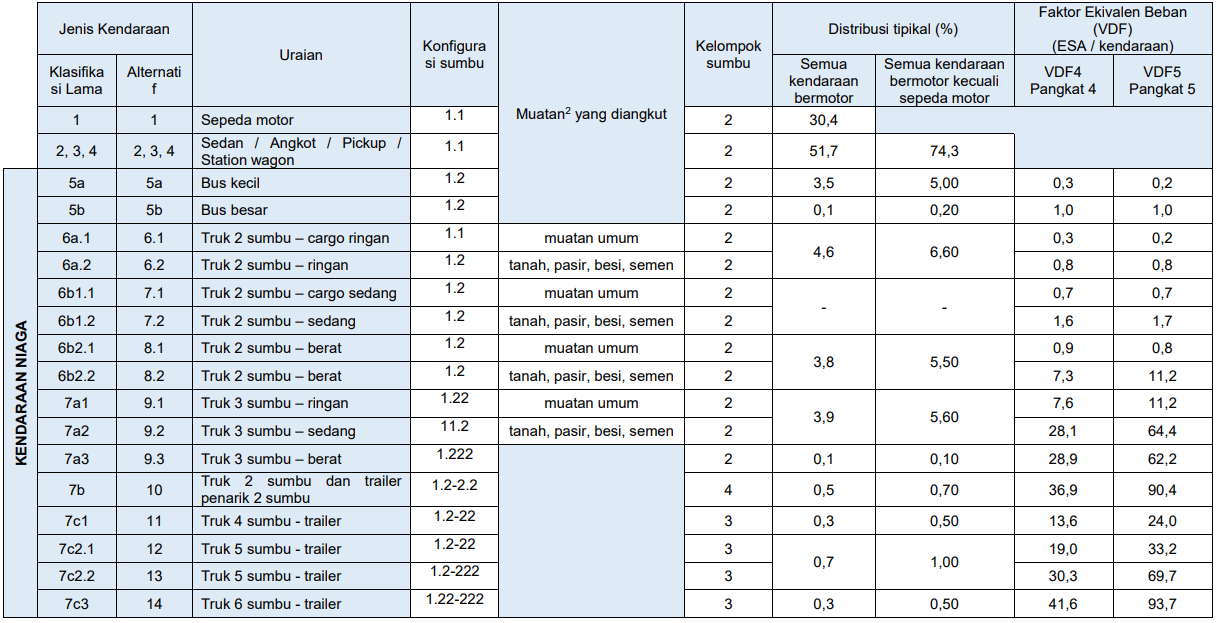 Jenis Kendaraan
Uraian
Konfigura
si sumbu
Muatan² yang diangkut
Kelompok
sumbu
Distribusi tipikal (%)
Faktor Ekivalen Beban
(VDF)
(ESA / kendaraan)
Klasifika
si Lama
Alternati
f
Semua
kendaraan
bermotor
Semua kendaraan
bermotor kecuali
sepeda motor
VDF4
Pangkat 4
VDF5
Pangkat 5
1 1 Sepeda motor 1.1 2 30,4
2, 3, 4 2, 3, 4 Sedan / Angkot / Pickup /
Station wagon 1.1 2 51,7 74,3
KENDARAAN NIAGA
5a 5a Bus kecil 1.2 2 3,5 5,00 0,3 0,2
5b 5b Bus besar 1.2 2 0,1 0,20 1,0 1,0
6a.1 6.1 Truk 2 sumbu – cargo ringan 1.1 muatan umum 2 4,6 6,60 0,3 0,2
6a.2 6.2 Truk 2 sumbu – ringan 1.2 tanah, pasir, besi, semen 2 0,8 0,8
6b1.1 7.1 Truk 2 sumbu – cargo sedang 1.2 muatan umum 2 - - 0,7 0,7
6b1.2 7.2 Truk 2 sumbu – sedang 1.2 tanah, pasir, besi, semen 2 1,6 1,7
6b2.1 8.1 Truk 2 sumbu – berat 1.2 muatan umum 2 3,8 5,50 0,9 0,8
6b2.2 8.2 Truk 2 sumbu – berat 1.2 tanah, pasir, besi, semen 2 7,3 11,2
7a1 9.1 Truk 3 sumbu – ringan 1.22 muatan umum 2 3,9 5,60 7,6 11,2
7a2 9.2 Truk 3 sumbu – sedang 11.2 tanah, pasir, besi, semen 2 28,1 64,4
7a3 9.3 Truk 3 sumbu – berat 1.222 2 0,1 0,10 28,9 62,2
7b 10 Truk 2 sumbu dan trailer
penarik 2 sumbu 1.2-2.2 4 0,5 0,70 36,9 90,4
7c1 11 Truk 4 sumbu - trailer 1.2-22 3 0,3 0,50 13,6 24,0
7c2.1 12 Truk 5 sumbu - trailer 1.2-22 3 0,7 1,00 19,0 33,2
7c2.2 13 Truk 5 sumbu - trailer 1.2-222 3 30,3 69,7
7c3 14 Truk 6 sumbu - trailer 1.22-222 3 0,3 0,50 41,6 93,7